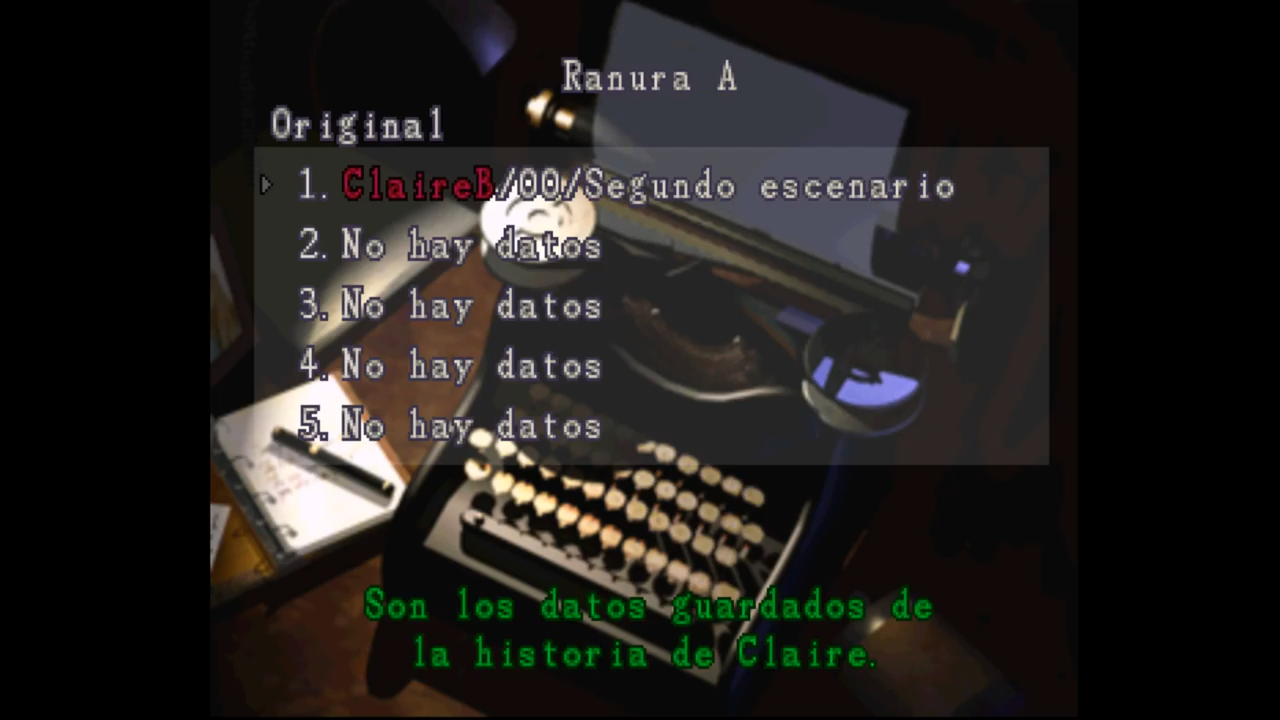 Ranura A
Original
1. ClaireB/00/Segundo escenario
2. No hay datos
3. No hay datos
4. No hay datos
5. No hay datos
Son los datos guardados de
la historia de Claire.